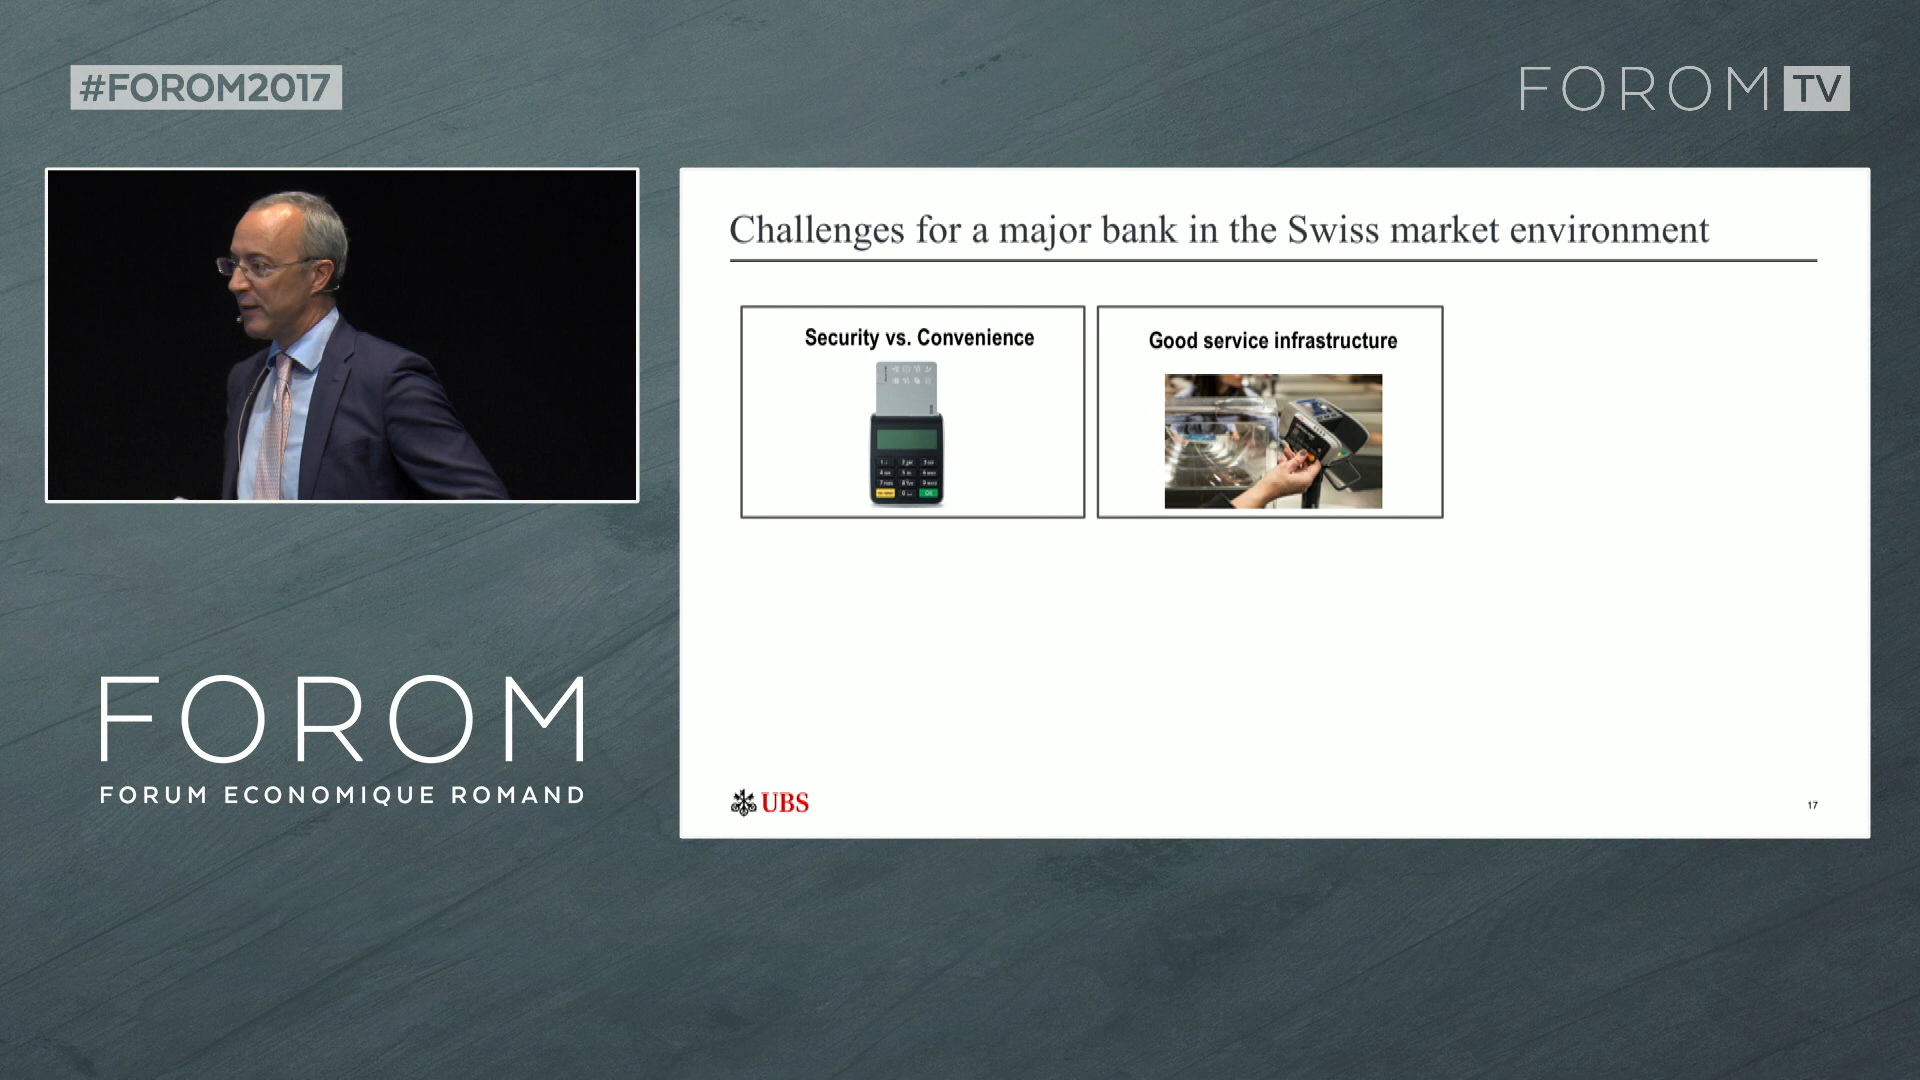 #FOROM2017
FOROM TV
Challenges for a major bank in the Swiss market environment
Security vs. Convenience
Good service infrastructure
FOROM
FORUM ECONOMIQUE ROMAND
UBS
17